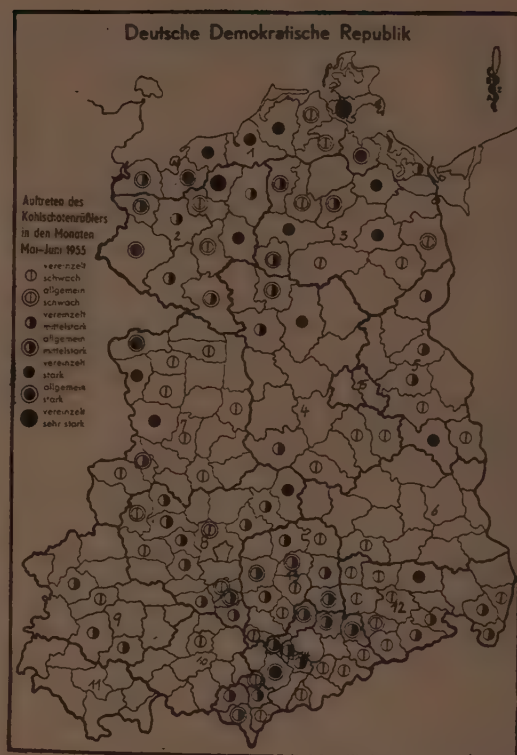 Deutsche Demokratische Republik
Auftreten des
Kohlschotenrüßlers
in den Monaten
Mai-Juni 1955
vereinzelt
schwach
allgemein
schwach
vereinzelt
mittelstark
allgemein
mittelstark
vereinzelt
stark
allgemein
stark
vereinzelt
sehr stark
1
2
3
4
5
15
6
7
8
9
10
11
12